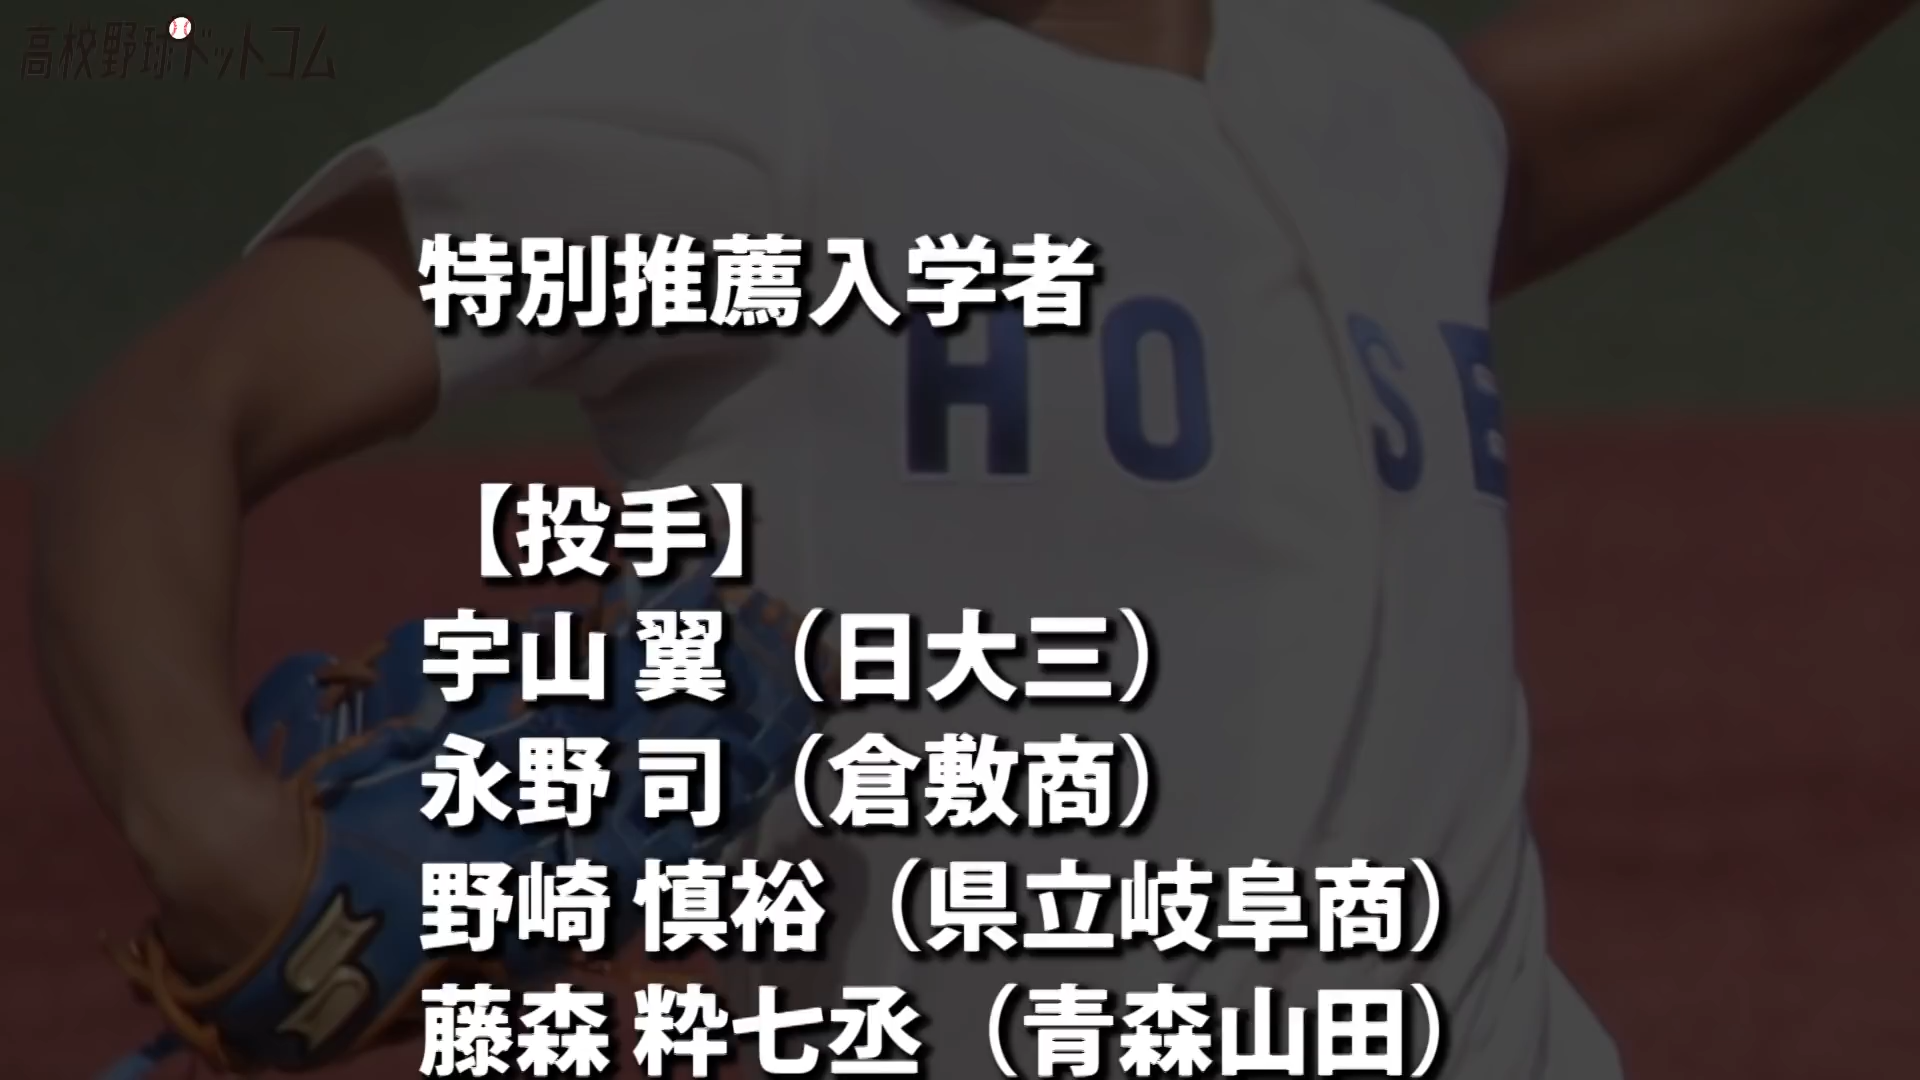 高校野球ドットコム
特別推薦入学者
HOSE
【投手】
宇山 翼（日大三）
永野 司（倉敷商）
野崎 慎裕（県立岐阜商）
藤森 粋七丞（青森山田）